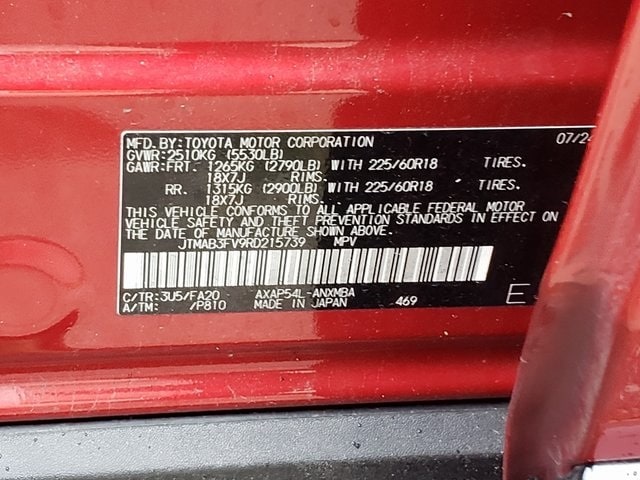 MFD.BY:TOYOTA MOTOR CORPORATION 07/24
GVWR:2510KG (5530LB)
GAWR:FRT. 1265KG (2790LB) WITH 225/60R18 TIRES.
18X7J RIMS.
RR. 1315KG (2900LB) WITH 225/60R18 TIRES.
18X7J RIMS.
THIS VEHICLE CONFORMS TO ALL APPLICABLE FEDERAL MOTOR
VEHICLE SAFETY AND THEFT PREVENTION STANDARDS IN EFFECT ON
THE DATE OF MANUFACTURE SHOWN ABOVE.
JTMAB3FV9RD215739 MPV
C/TR:3U5/FA20 AXAP54L-ANXMBA
A/TM: /P810 MADE IN JAPAN 469 E